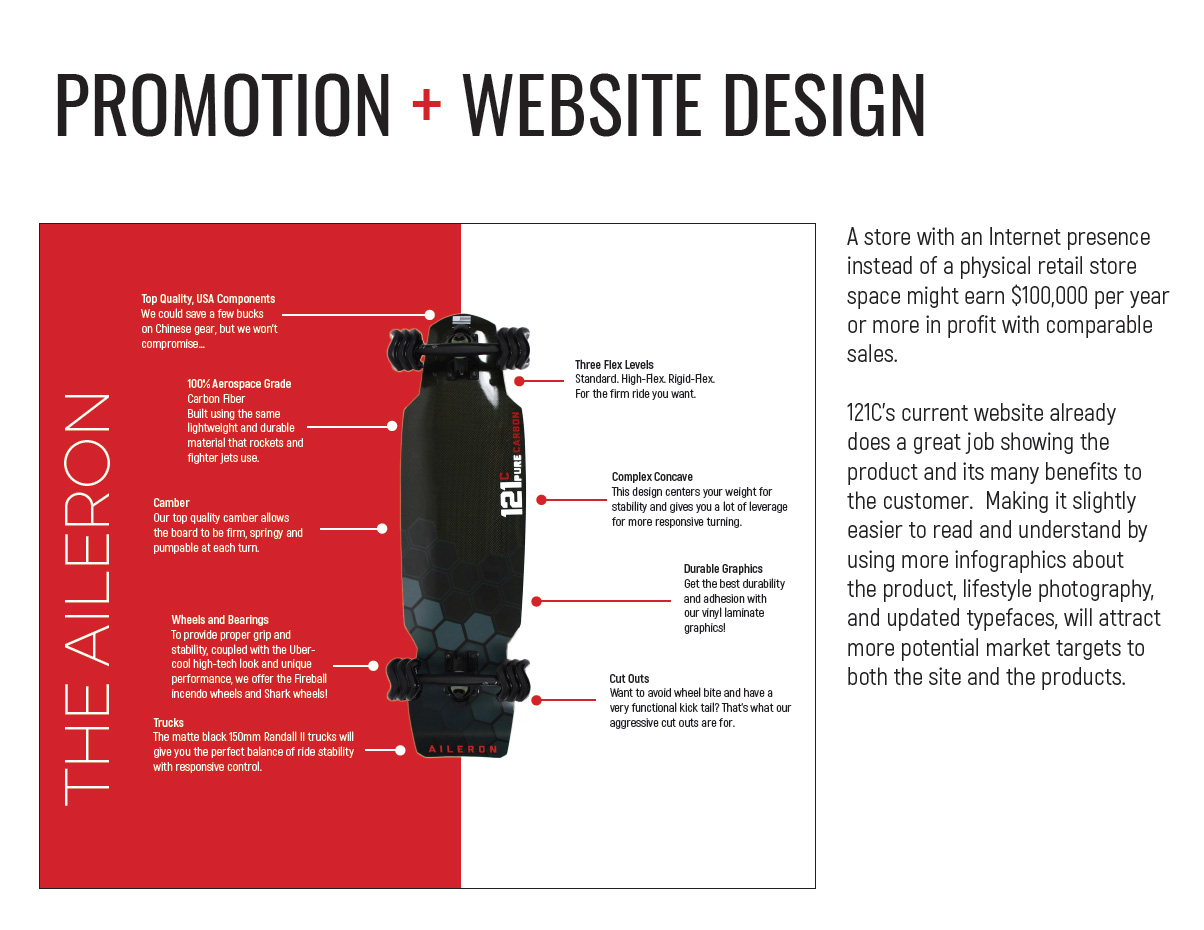 PROMOTION + WEBSITE DESIGN
THE AILERON
Top Quality, USA Components
We could save a few bucks
on Chinese gear, but we won't
compromise...
100% Aerospace Grade
Carbon Fiber
Built using the same
lightweight and durable
material that rockets and
fighter jets use.
Camber
Our top quality camber allows
the board to be firm, springy and
pumpable at each turn.
Wheels and Bearings
To provide proper grip and
stability, coupled with the Uber-
cool high-tech look and unique
performance, we offer the Fireball
incendo wheels and Shark wheels!
Trucks
The matte black 150mm Randall II trucks will
give you the perfect balance of ride stability
with responsive control.
121C
PURE CARBON
AILERON
Three Flex Levels
Standard. High-Flex. Rigid-Flex.
For the firm ride you want.
Complex Concave
This design centers your weight for
stability and gives you a lot of leverage
for more responsive turning.
Durable Graphics
Get the best durability
and adhesion with
our vinyl laminate
graphics!
Cut Outs
Want to avoid wheel bite and have a
very functional kick tail? That's what our
aggressive cut outs are for.
A store with an Internet presence
instead of a physical retail store
space might earn $100,000 per year
or more in profit with comparable
sales.
121C's current website already
does a great job showing the
product and its many benefits to
the customer.  Making it slightly
easier to read and understand by
using more infographics about
the product, lifestyle photography,
and updated typefaces, will attract
more potential market targets to
both the site and the products.